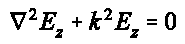 ∇²E_z + k²E_z = 0